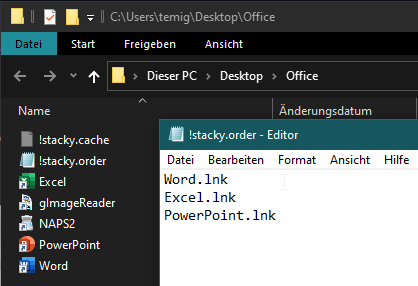 C:\Users\temig\Desktop\Office
Datei Start Freigeben Ansicht
Dieser PC Desktop Office
Name Änderungsdatum
!stacky.cache
!stacky.order
Excel
gImageReader
NAPS2
PowerPoint
Word
!stacky.order - Editor
Datei Bearbeiten Format Ansicht Hilfe
Word.lnk
Excel.lnk
PowerPoint.lnk